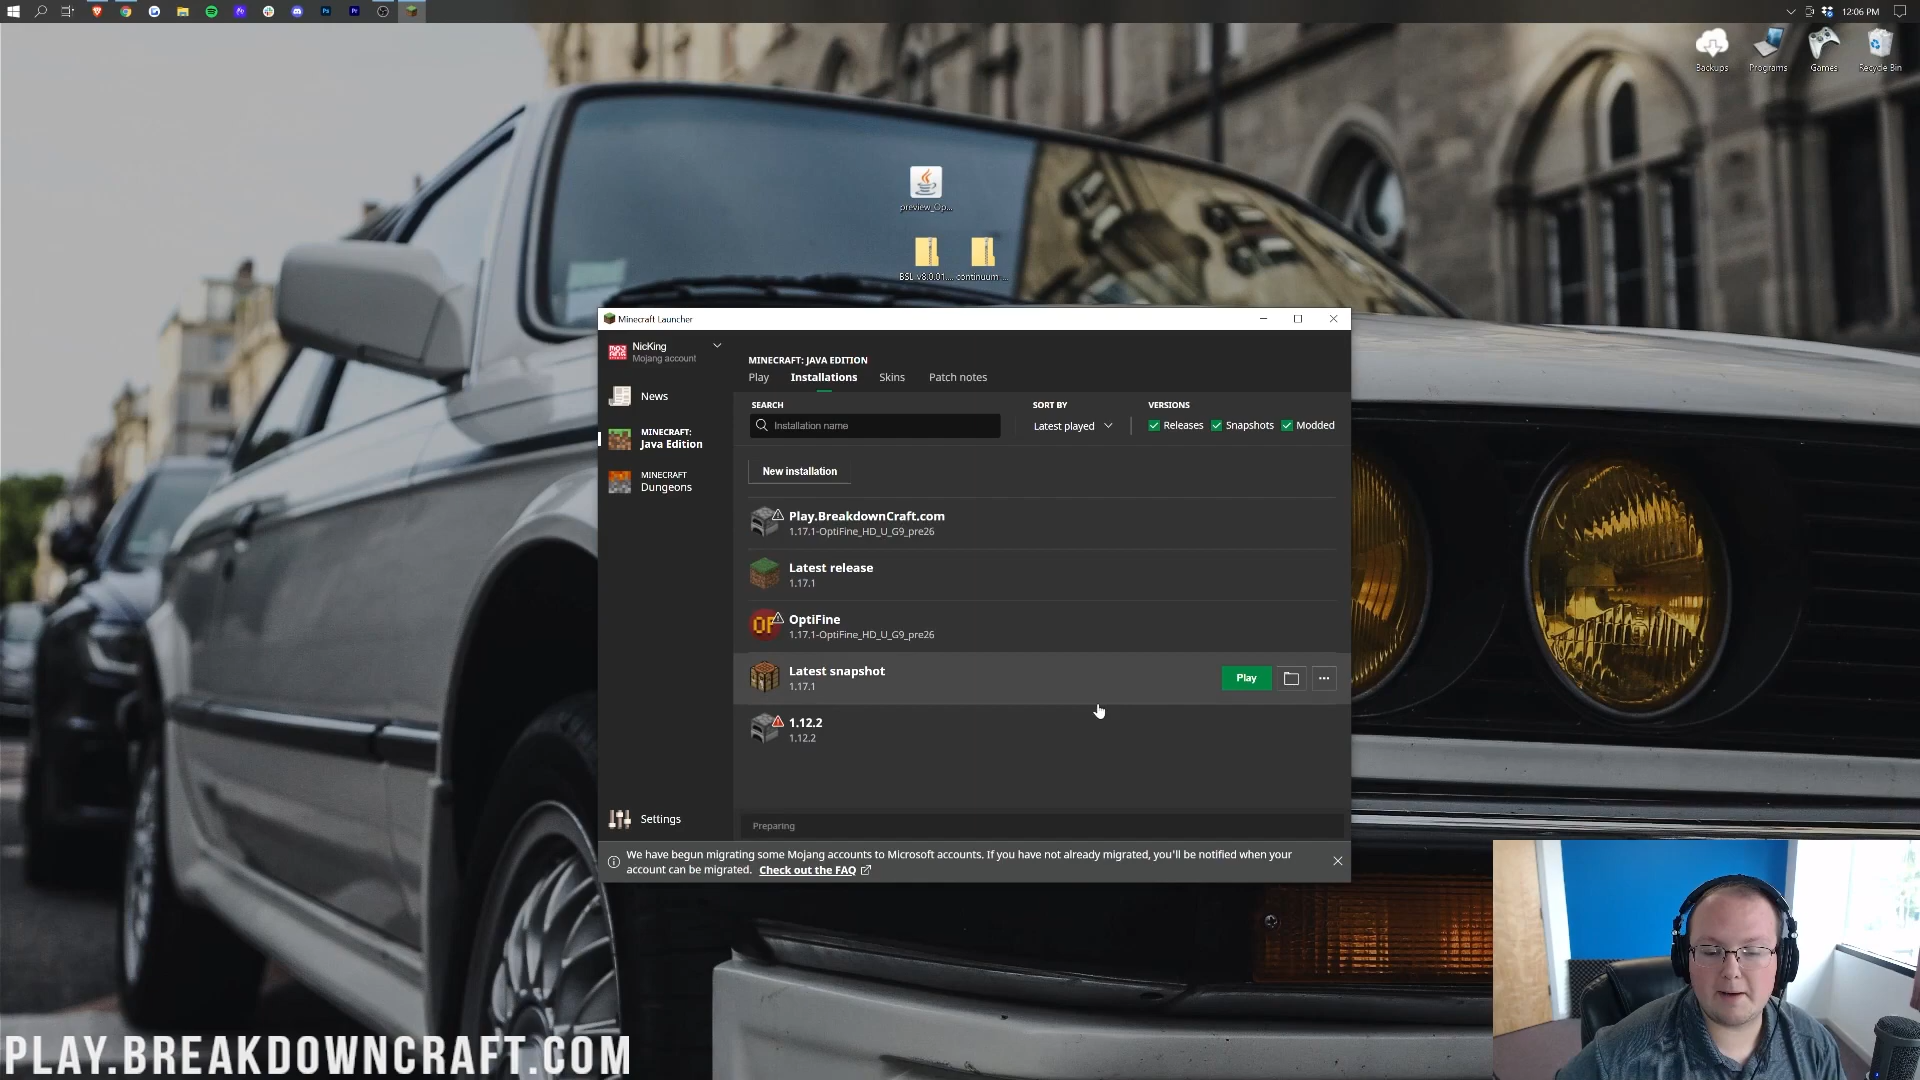 12:06 PM
Backups
Programs
Games
Recycle Bin
preview_Op...
BSL_v8.0.01....
continuum-...
Minecraft Launcher
NicKing
Mojang account
News
MINECRAFT:
Java Edition
MINECRAFT
Dungeons
Settings
MINECRAFT: JAVA EDITION
Play
Installations
Skins
Patch notes
SEARCH
Installation name
SORT BY
Latest played
VERSIONS
Releases
Snapshots
Modded
New installation
Play.BreakdownCraft.com
1.17.1-OptiFine_HD_U_G9_pre26
Latest release
1.17.1
OptiFine
1.17.1-OptiFine_HD_U_G9_pre26
Latest snapshot
1.17.1
Play
1.12.2
1.12.2
Preparing
We have begun migrating some Mojang accounts to Microsoft accounts. If you have not already migrated, you'll be notified when your
account can be migrated. Check out the FAQ
PLAY.BREAKDOWNCRAFT.COM